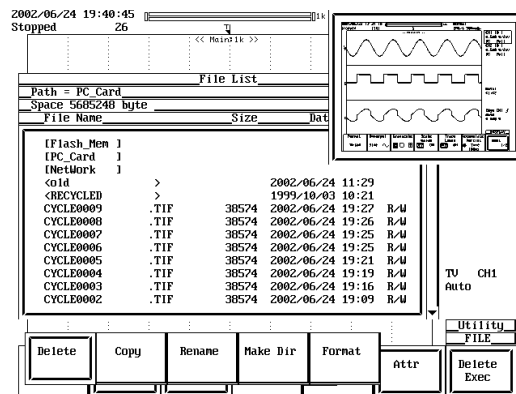 2002/06/24 19:40:45
1k
Stopped 26
<< Main:1k >>
File List
Path = PC_Card
Space 5685248 byte
File Name Size Dat
[Flash_Mem ]
[PC_Card ]
[NetWork ]
<old > 2002/06/24 11:29
<RECYCLED > 1999/10/03 10:21
CYCLE0009 .TIF 38574 2002/06/24 19:27 R/W
CYCLE0008 .TIF 38574 2002/06/24 19:26 R/W
CYCLE0007 .TIF 38574 2002/06/24 19:25 R/W
CYCLE0006 .TIF 38574 2002/06/24 19:25 R/W
CYCLE0005 .TIF 38574 2002/06/24 19:21 R/W
CYCLE0004 .TIF 38574 2002/06/24 19:19 R/W
CYCLE0003 .TIF 38574 2002/06/24 19:16 R/W
CYCLE0002 .TIF 38574 2002/06/24 19:09 R/W
TV CH1
Auto
Utility
FILE
Delete
Copy
Rename
Make Dir
Format
Attr
Delete
Exec